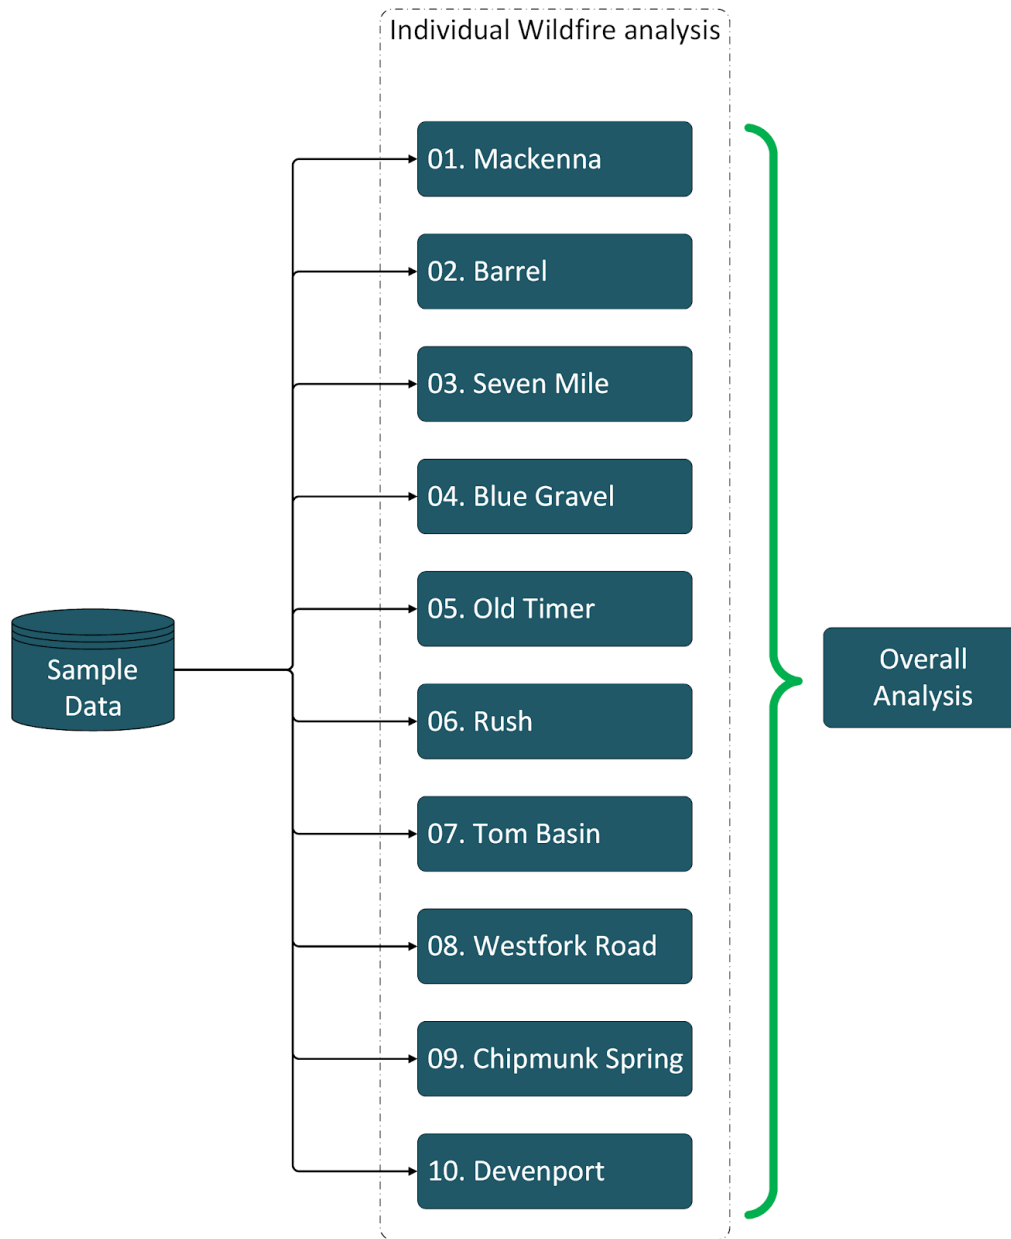 Individual Wildfire analysis
01. Mackenna
02. Barrel
03. Seven Mile
04. Blue Gravel
05. Old Timer
Sample
Data
06. Rush
07. Tom Basin
08. Westfork Road
09. Chipmunk Spring
10. Devenport
Overall
Analysis